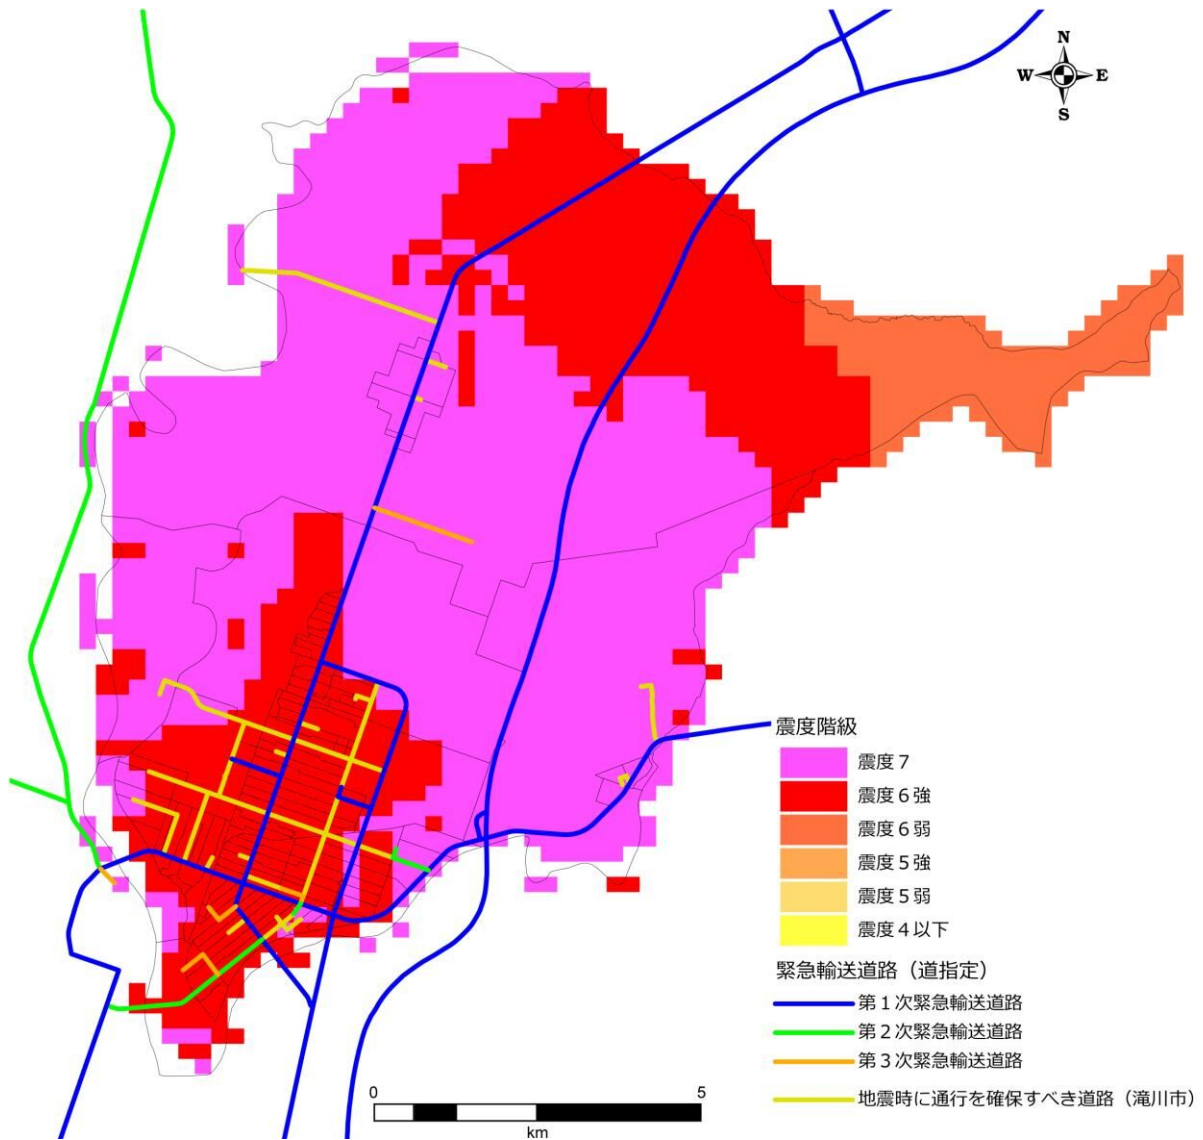 N
W E
S
震度階級
震度７
震度６強
震度６弱
震度５強
震度５弱
震度４以下
緊急輸送道路（道指定）
第１次緊急輸送道路
第２次緊急輸送道路
第３次緊急輸送道路
地震時に通行を確保すべき道路（滝川市）
0 5
km